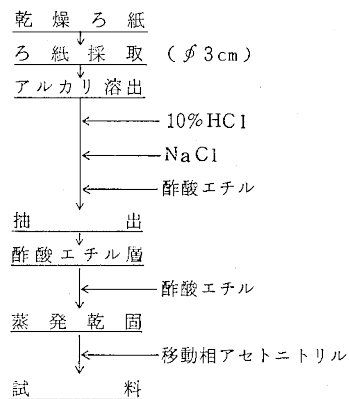 乾燥ろ紙
ろ紙採取 (φ3cm)
アルカリ溶出
10%HCl
NaCl
酢酸エチル
抽出
酢酸エチル層
酢酸エチル
蒸発乾固
移動相アセトニトリル
試料